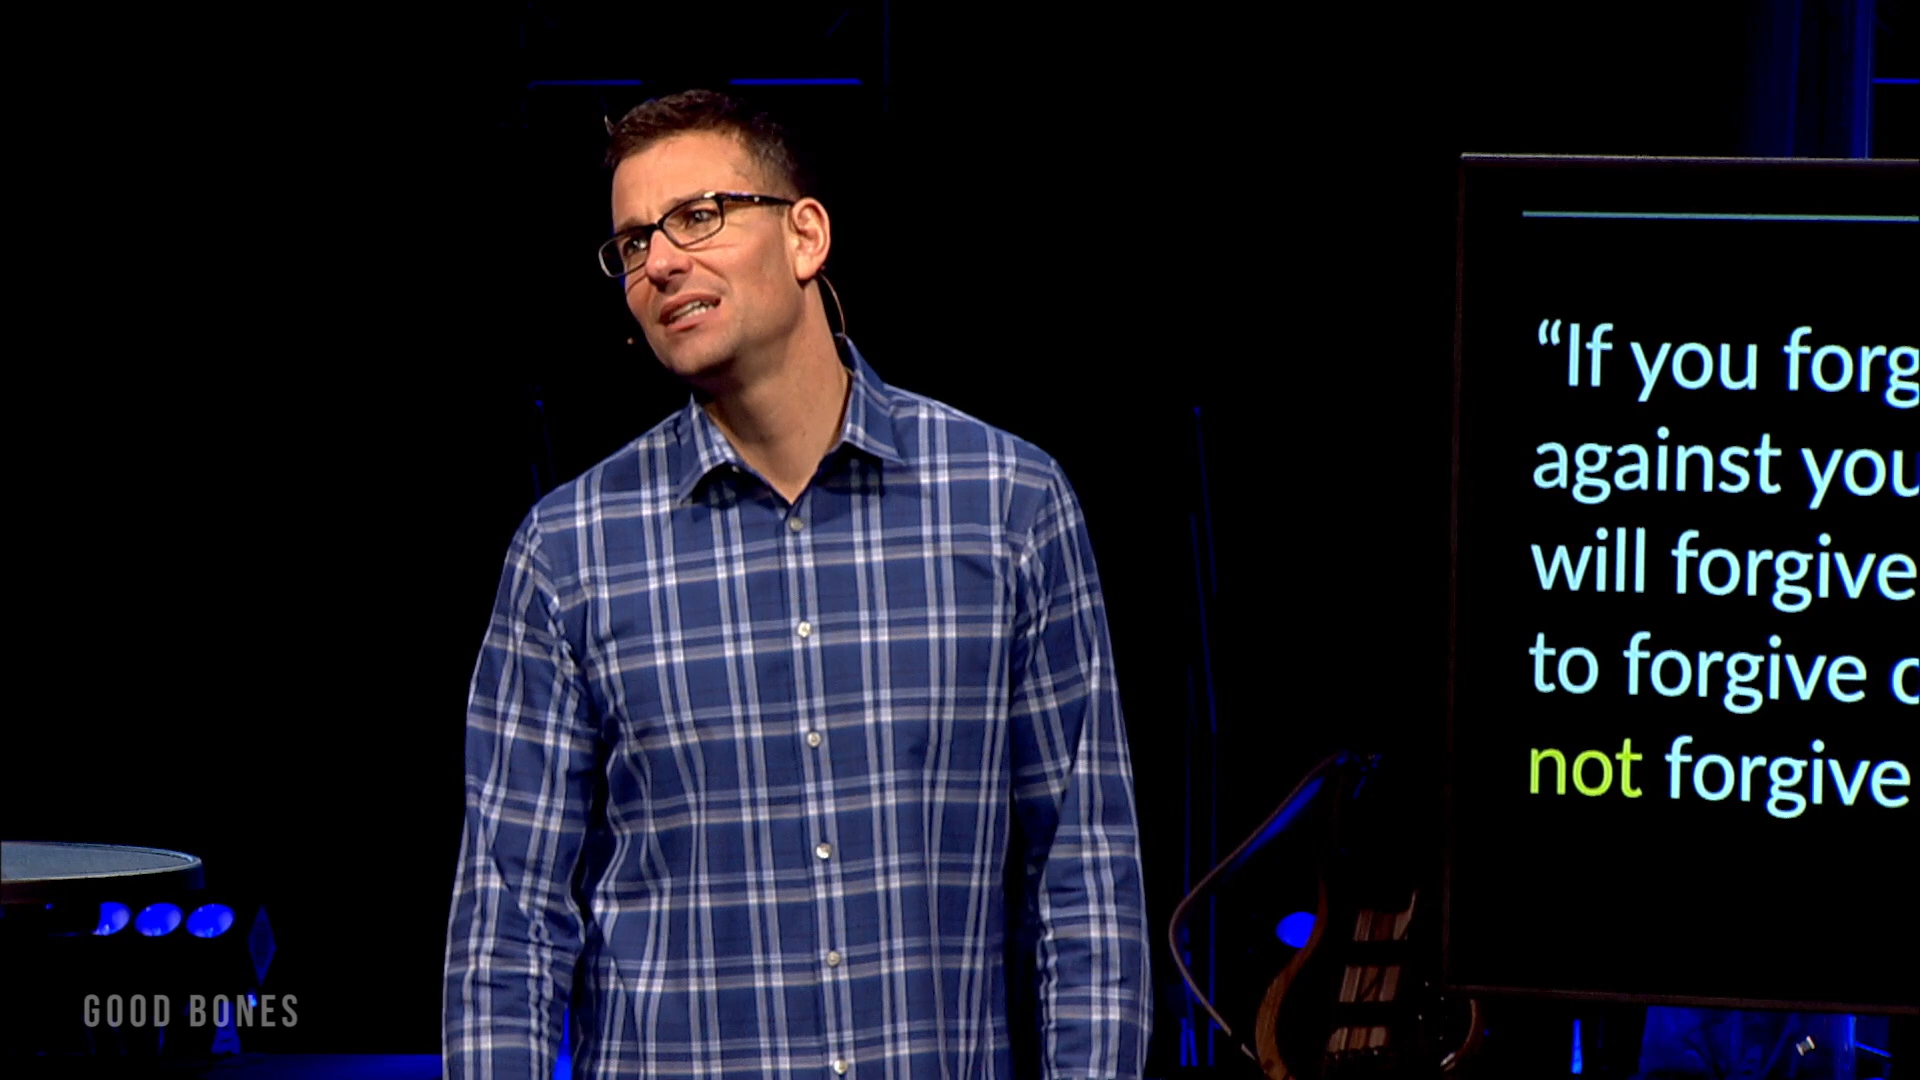 “If you forg
against you
will forgive
to forgive o
not forgive
GOOD BONES